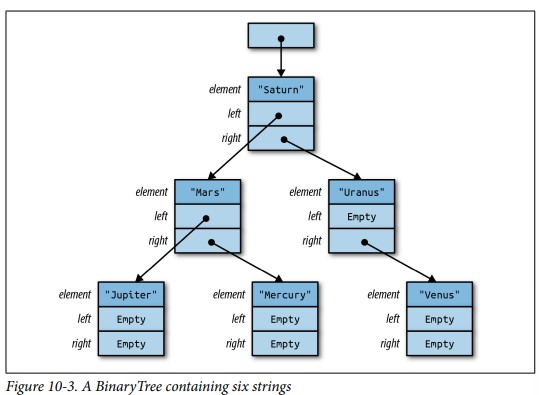 element "Saturn"
left
right
element "Mars" element "Uranus"
left left Empty
right right
element "Jupiter" element "Mercury" element "Venus"
left Empty left Empty left Empty
right Empty right Empty right Empty
Figure 10-3. A BinaryTree containing six strings